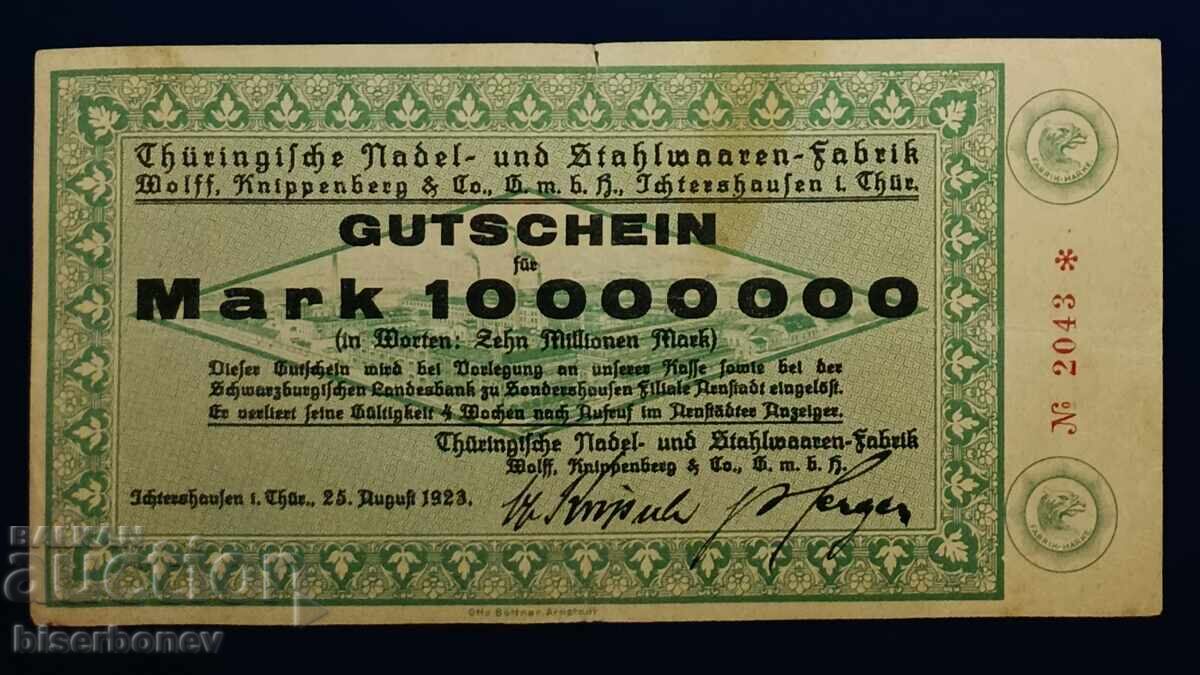 Thüringische Nadel- und Stahlwaaren-Fabrik
Wolff, Knippenberg & Co., G. m. b. H., Ichtershausen i. Thür.
GUTSCHEIN
für
Mark 10000000
(in Worten: Zehn Millionen Mark)
Dieser Gutschein wird bei Vorlegung an unserer Kasse sowie bei der
Schwarzburgischen Landesbank zu Sondershausen Filiale Arnstadt eingelöst.
Er verliert seine Gültigkeit 4 Wochen nach Aufruf im Arnstädter Anzeiger.
Thüringische Nadel- und Stahlwaaren-Fabrik
Wolff, Knippenberg & Co., G. m. b. H.
Ichtershausen i. Thür., 25. August 1923.
Otto Böttner, Arnstadt
FABRIK-MARKE
№ 2043 *
FABRIK-MARKE
BALKAN
auction
biserbonev